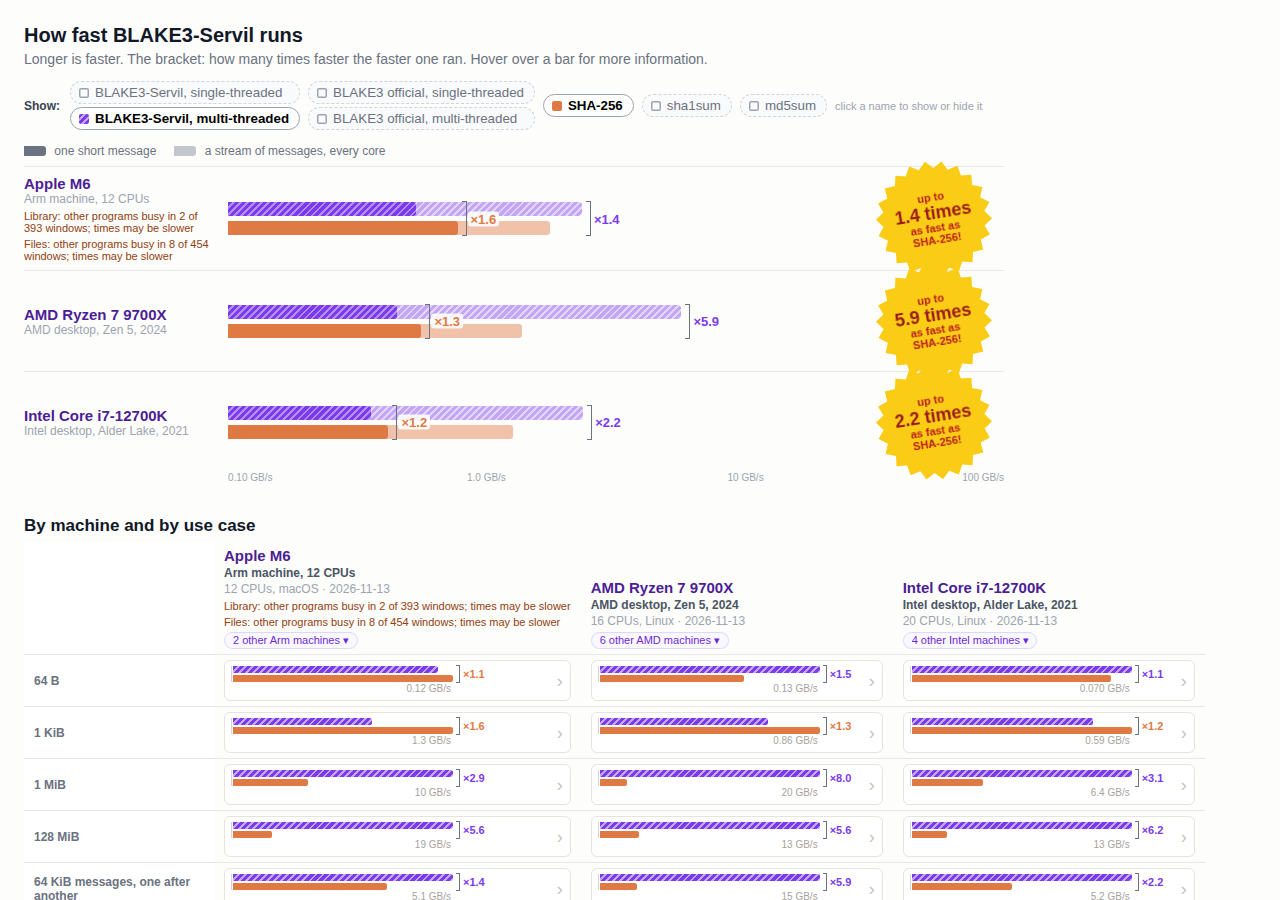 How fast BLAKE3-Servil runs
Longer is faster. The bracket: how many times faster the faster one ran. Hover over a bar for more information.
Show:
BLAKE3-Servil, single-threaded
BLAKE3 official, single-threaded
BLAKE3-Servil, multi-threaded
BLAKE3 official, multi-threaded
SHA-256
sha1sum
md5sum
click a name to show or hide it
one short message
a stream of messages, every core
Apple M6
Arm machine, 12 CPUs
Library: other programs busy in 2 of
393 windows; times may be slower
Files: other programs busy in 8 of 454
windows; times may be slower
×1.6
×1.4
up to
1.4 times
as fast as
SHA-256!
AMD Ryzen 7 9700X
AMD desktop, Zen 5, 2024
×1.3
×5.9
up to
5.9 times
as fast as
SHA-256!
Intel Core i7-12700K
Intel desktop, Alder Lake, 2021
×1.2
×2.2
up to
2.2 times
as fast as
SHA-256!
0.10 GB/s
1.0 GB/s
10 GB/s
100 GB/s
By machine and by use case
Apple M6
Arm machine, 12 CPUs
12 CPUs, macOS · 2026-11-13
Library: other programs busy in 2 of 393 windows; times may be slower
Files: other programs busy in 8 of 454 windows; times may be slower
2 other Arm machines ▾
AMD Ryzen 7 9700X
AMD desktop, Zen 5, 2024
16 CPUs, Linux · 2026-11-13
6 other AMD machines ▾
Intel Core i7-12700K
Intel desktop, Alder Lake, 2021
20 CPUs, Linux · 2026-11-13
4 other Intel machines ▾
64 B
×1.1
0.12 GB/s
×1.5
0.13 GB/s
×1.1
0.070 GB/s
1 KiB
×1.6
1.3 GB/s
×1.3
0.86 GB/s
×1.2
0.59 GB/s
1 MiB
×2.9
10 GB/s
×8.0
20 GB/s
×3.1
6.4 GB/s
128 MiB
×5.6
19 GB/s
×5.6
13 GB/s
×6.2
13 GB/s
64 KiB messages, one after
another
×1.4
5.1 GB/s
×5.9
15 GB/s
×2.2
5.2 GB/s